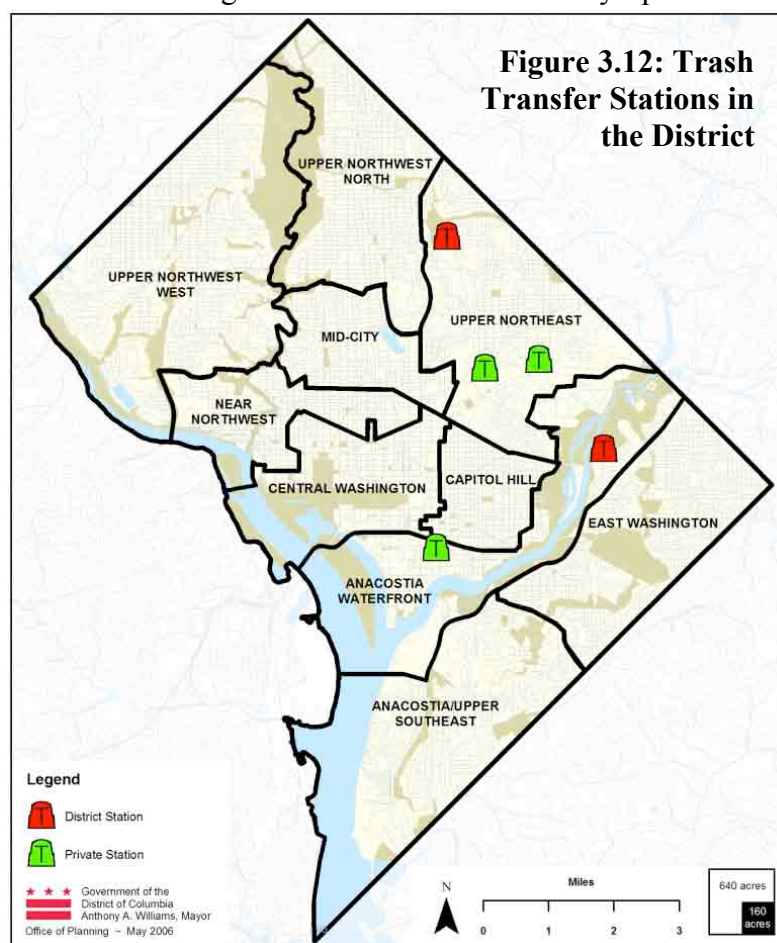 Figure 3.12: Trash
Transfer Stations in
the District
UPPER NORTHWEST
NORTH
UPPER NORTHWEST
WEST
UPPER NORTHEAST
MID-CITY
NEAR
NORTHWEST
CENTRAL WASHINGTON
CAPITOL HILL
EAST WASHINGTON
ANACOSTIA
WATERFRONT
ANACOSTIA/UPPER
SOUTHEAST
T
T
T
T
T
Legend
T
District Station
T
Private Station
Government of the
District of Columbia
Anthony A. Williams, Mayor
Office of Planning ~ May 2006
N
Miles
0 1 2 3
640 acres
160
acres